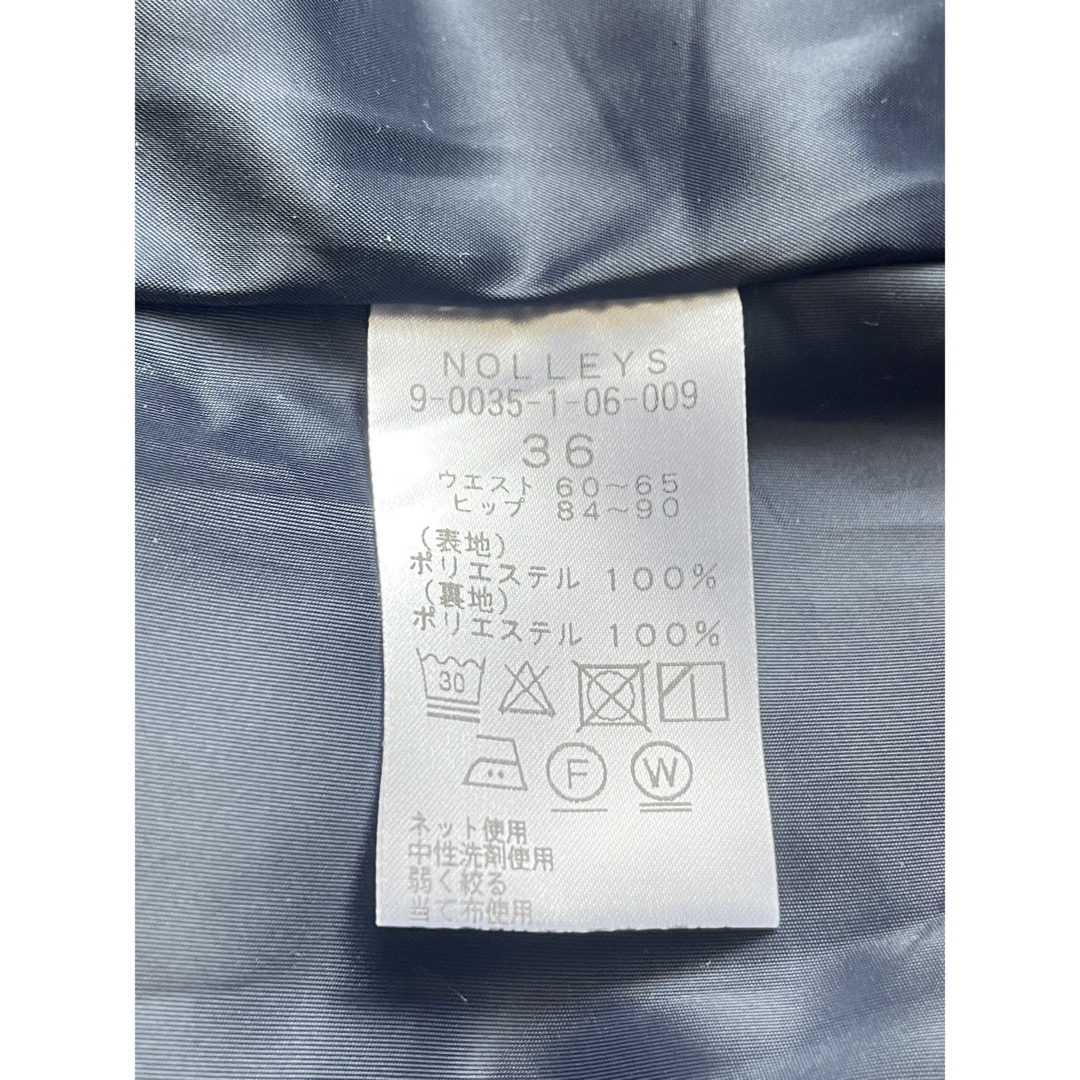 NOLLEYS
9-0035-1-06-009
36
ウエスト 60~65
ヒップ 84~90
(表地)
ポリエステル 100%
(裏地)
ポリエステル 100%
30
F W
ネット使用
中性洗剤使用
弱く絞る
当て布使用